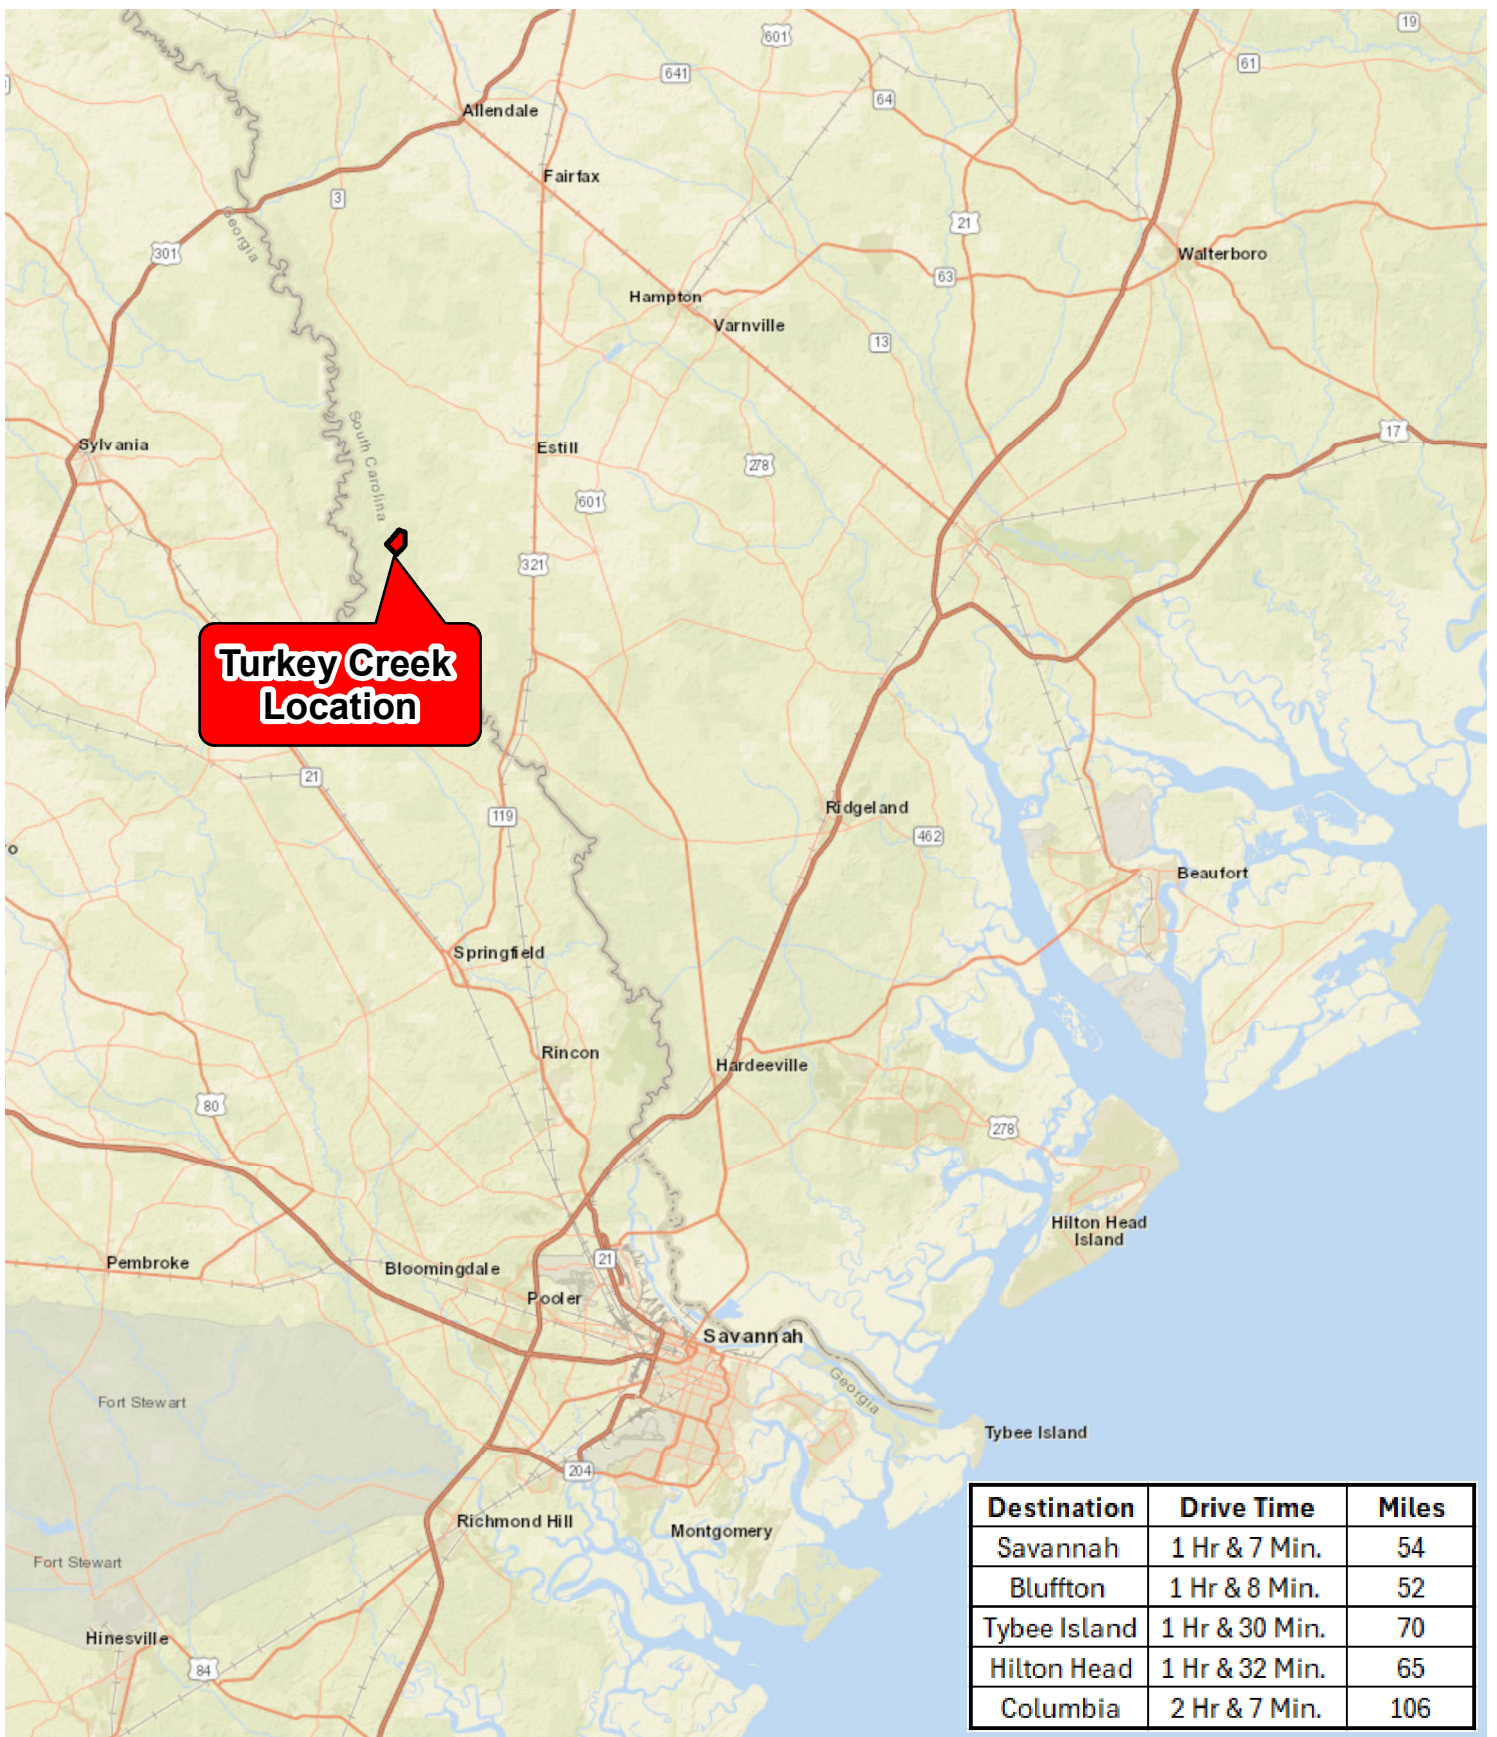 19
601
61
641
64
Allendale
Fairfax
3
Georgia
301
21
Walterboro
63
Hampton
Varnville
13
South Carolina
Sylvania
Estill
17
278
601
321
Turkey Creek
Location
21
119
Ridgeland
462
o
Beaufort
Springfield
Rincon
Hardeeville
80
278
Hilton Head
Island
Pembroke
Bloomingdale
21
Pooler
Savannah
Georgia
Fort Stewart
Tybee Island
204
Richmond Hill
Montgomery
Fort Stewart
Hinesville
84
Destination Drive Time Miles
Savannah 1 Hr & 7 Min. 54
Bluffton 1 Hr & 8 Min. 52
Tybee Island 1 Hr & 30 Min. 70
Hilton Head 1 Hr & 32 Min. 65
Columbia 2 Hr & 7 Min. 106